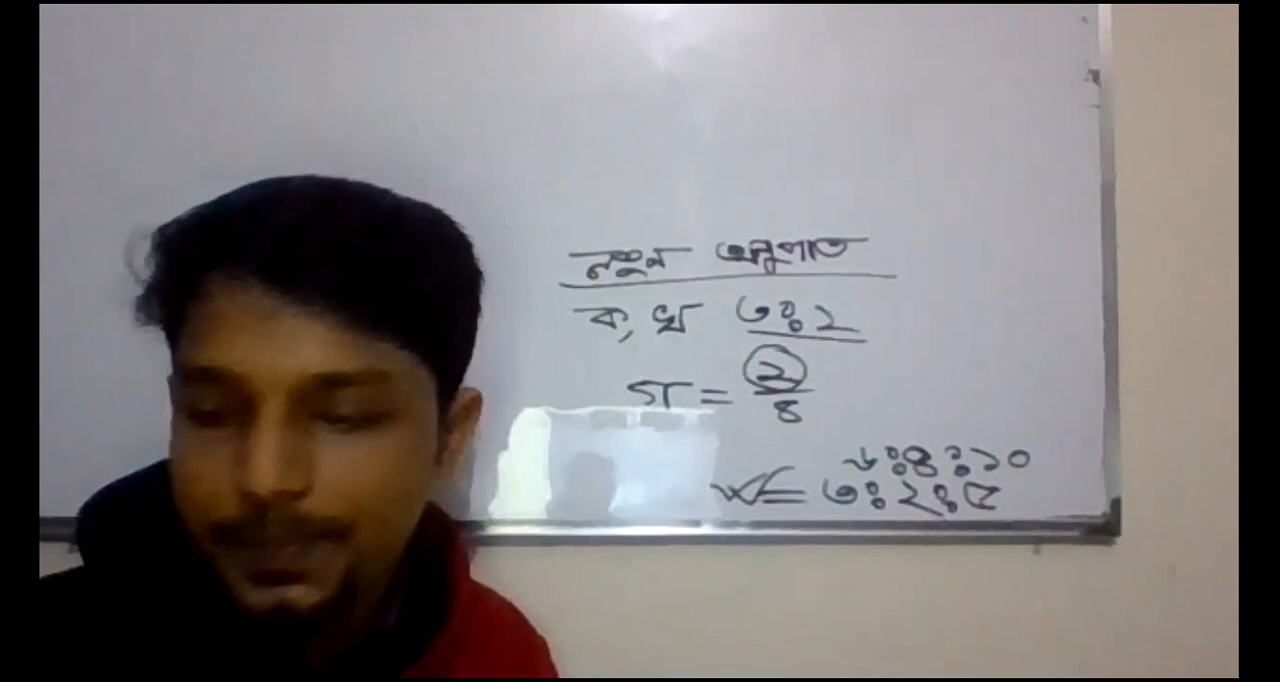 নতুন অনুপাত
ক, খ ৩ঃ২
গ = ২/৪
৬ঃ৪ঃ১০
= ৩ঃ২ঃ৫